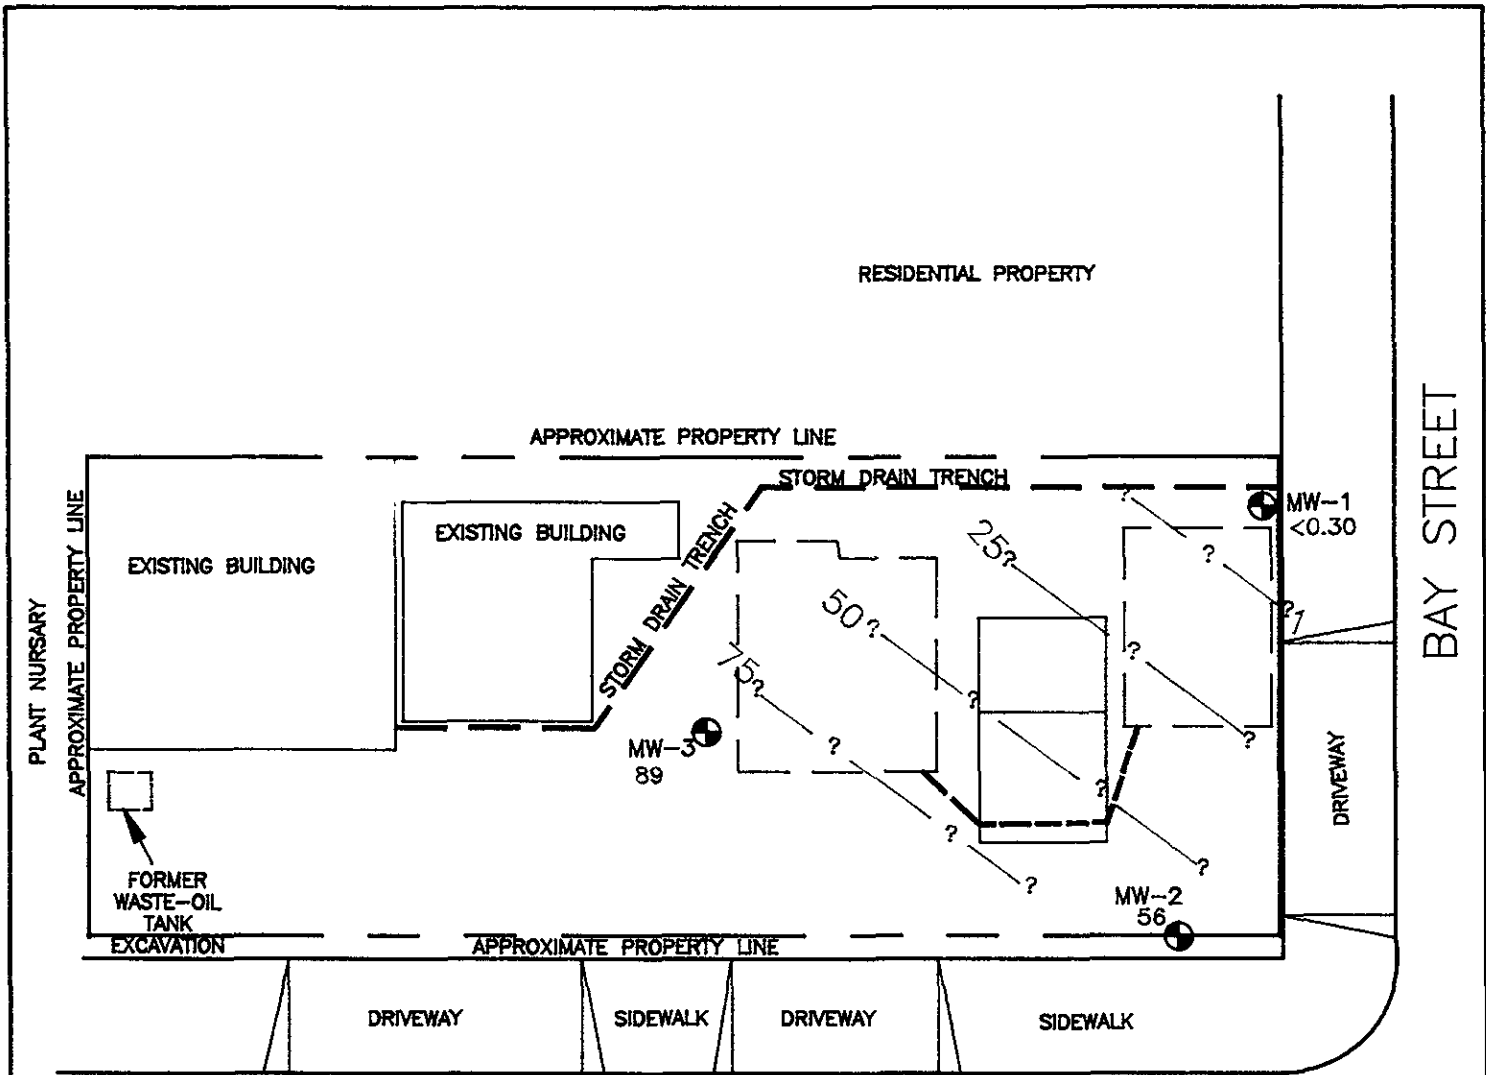 RESIDENTIAL PROPERTY
BAY STREET
APPROXIMATE PROPERTY LINE
STORM DRAIN TRENCH
MW-1
<0.30
EXISTING BUILDING
EXISTING BUILDING
STORM DRAIN TRENCH
PLANT NURSARY
APPROXIMATE PROPERTY LINE
?
25?
?
?
1
50?
?
?
?
?
75?
?
?
?
?
MW-3
89
DRIVEWAY
FORMER
WASTE-OIL
TANK
EXCAVATION
MW-2
56
APPROXIMATE PROPERTY LINE
DRIVEWAY
SIDEWALK
DRIVEWAY
SIDEWALK